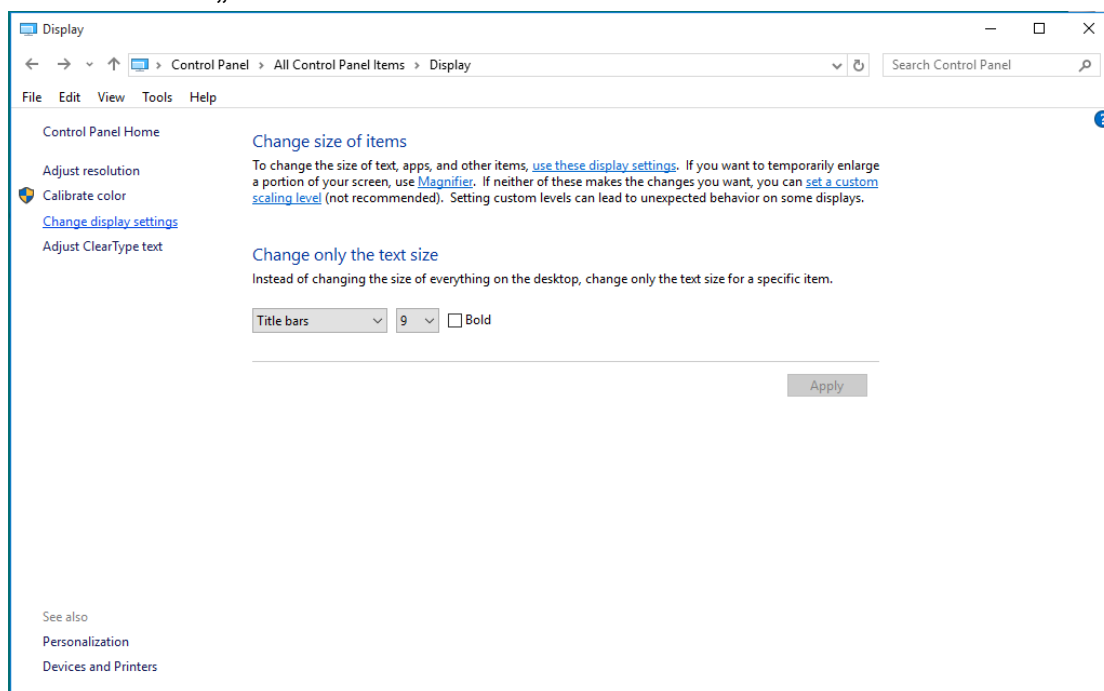 ”
Display
Control Panel > All Control Panel Items > Display
Search Control Panel
File Edit View Tools Help
Control Panel Home
Adjust resolution
Calibrate color
Change display settings
Adjust ClearType text
Change size of items
To change the size of text, apps, and other items, use these display settings. If you want to temporarily enlarge
a portion of your screen, use Magnifier. If neither of these makes the changes you want, you can set a custom
scaling level (not recommended). Setting custom levels can lead to unexpected behavior on some displays.
Change only the text size
Instead of changing the size of everything on the desktop, change only the text size for a specific item.
Title bars 9 Bold
Apply
See also
Personalization
Devices and Printers